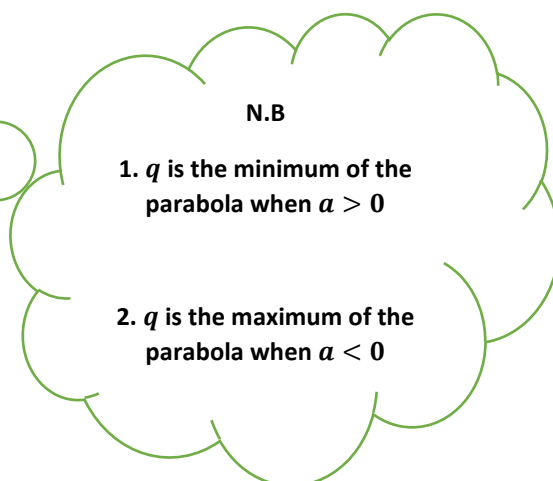 N.B
1. q is the minimum of the
parabola when a > 0
2. q is the maximum of the
parabola when a < 0